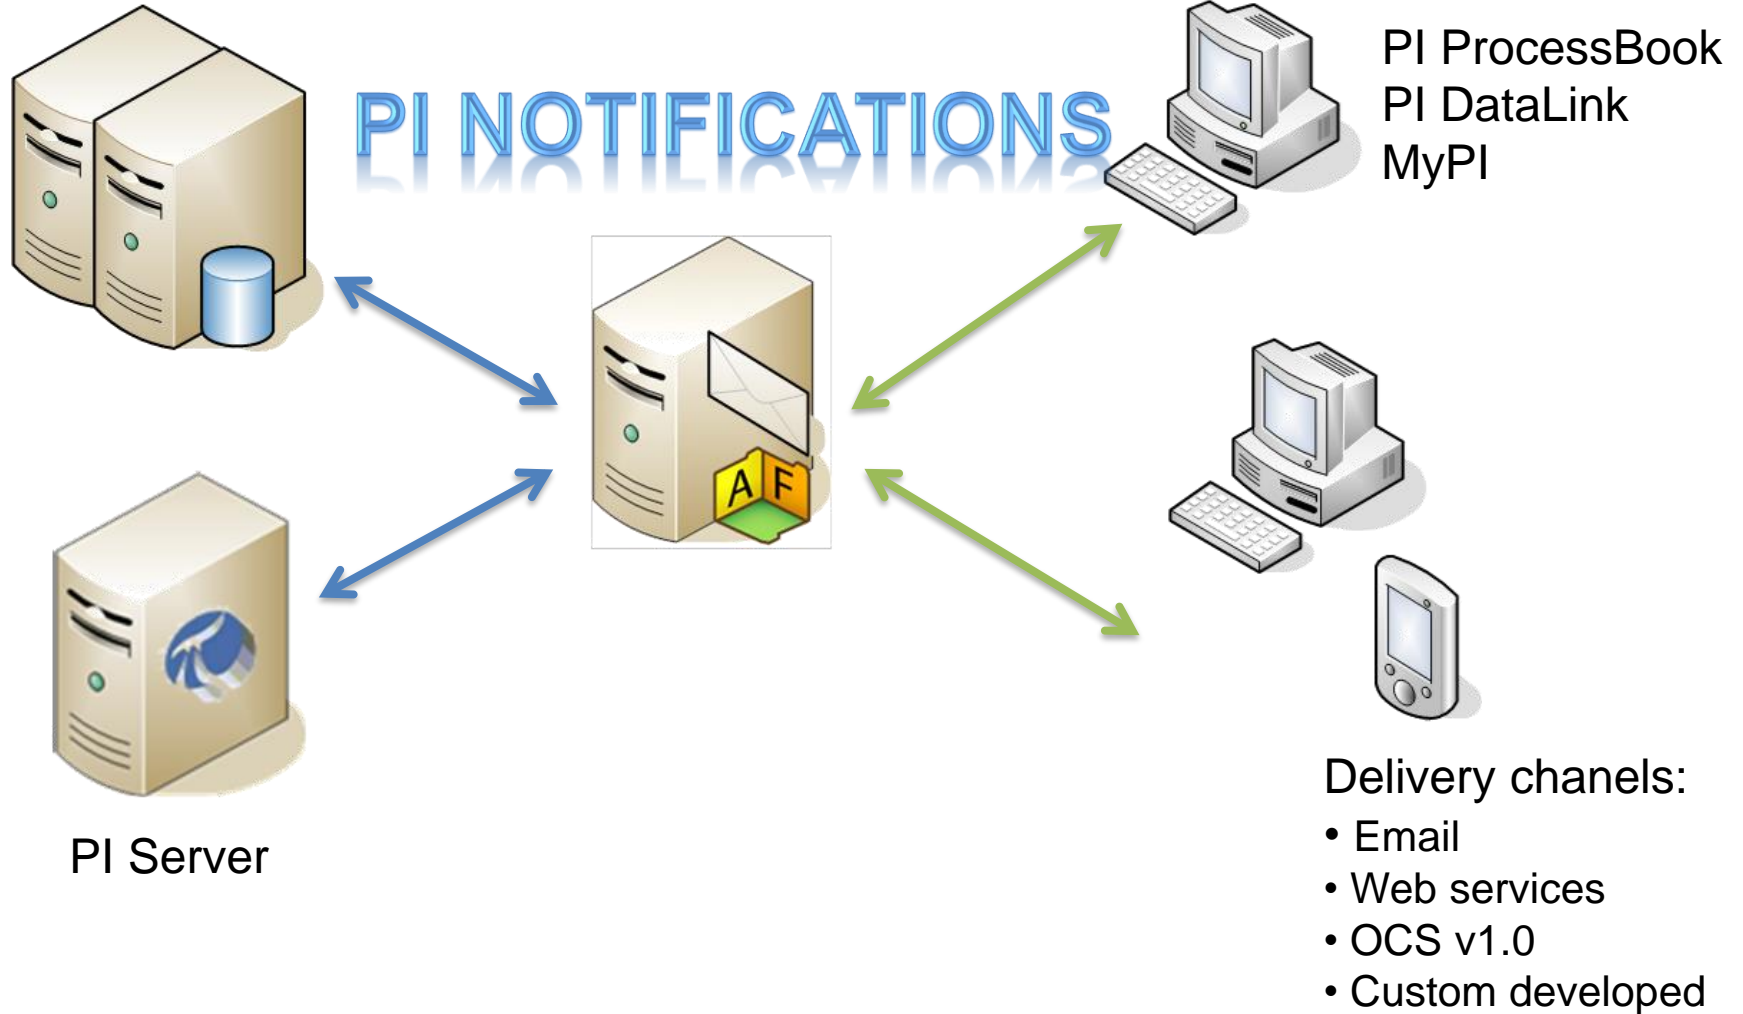 PI NOTIFICATIONS
PI ProcessBook
PI DataLink
MyPI
A F
PI Server
Delivery chanels:
• Email
• Web services
• OCS v1.0
• Custom developed